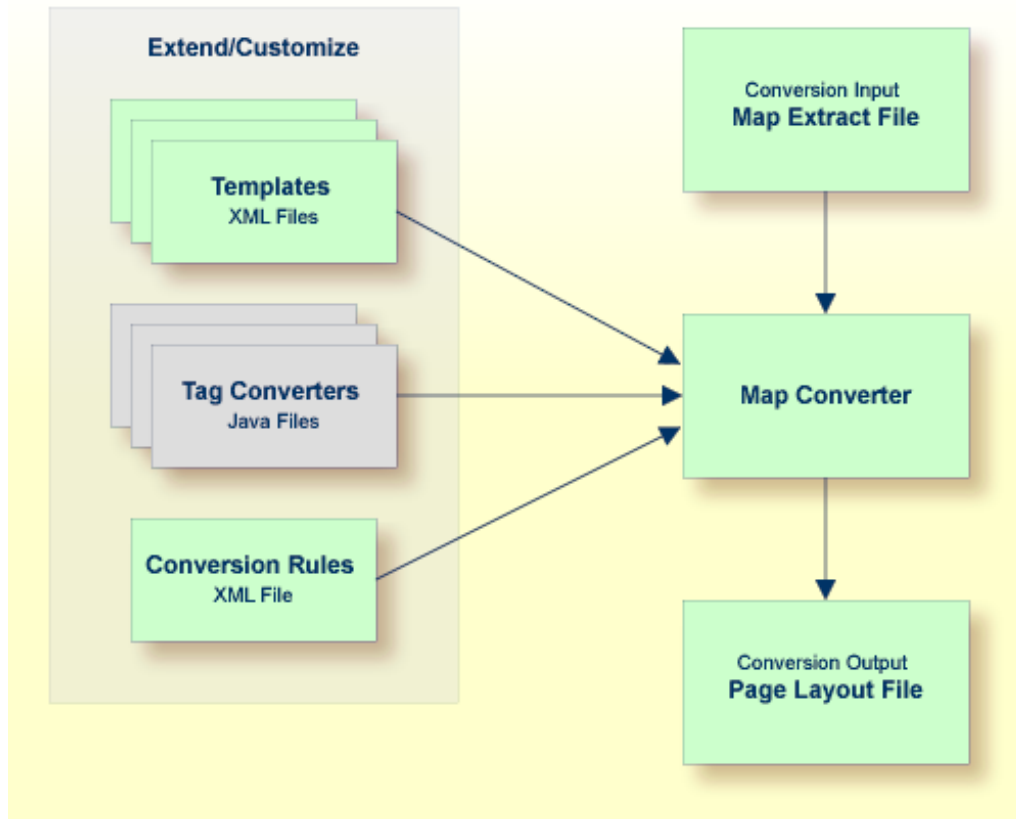 Extend/Customize
Templates
XML Files
Tag Converters
Java Files
Conversion Rules
XML File
Conversion Input
Map Extract File
Map Converter
Conversion Output
Page Layout File